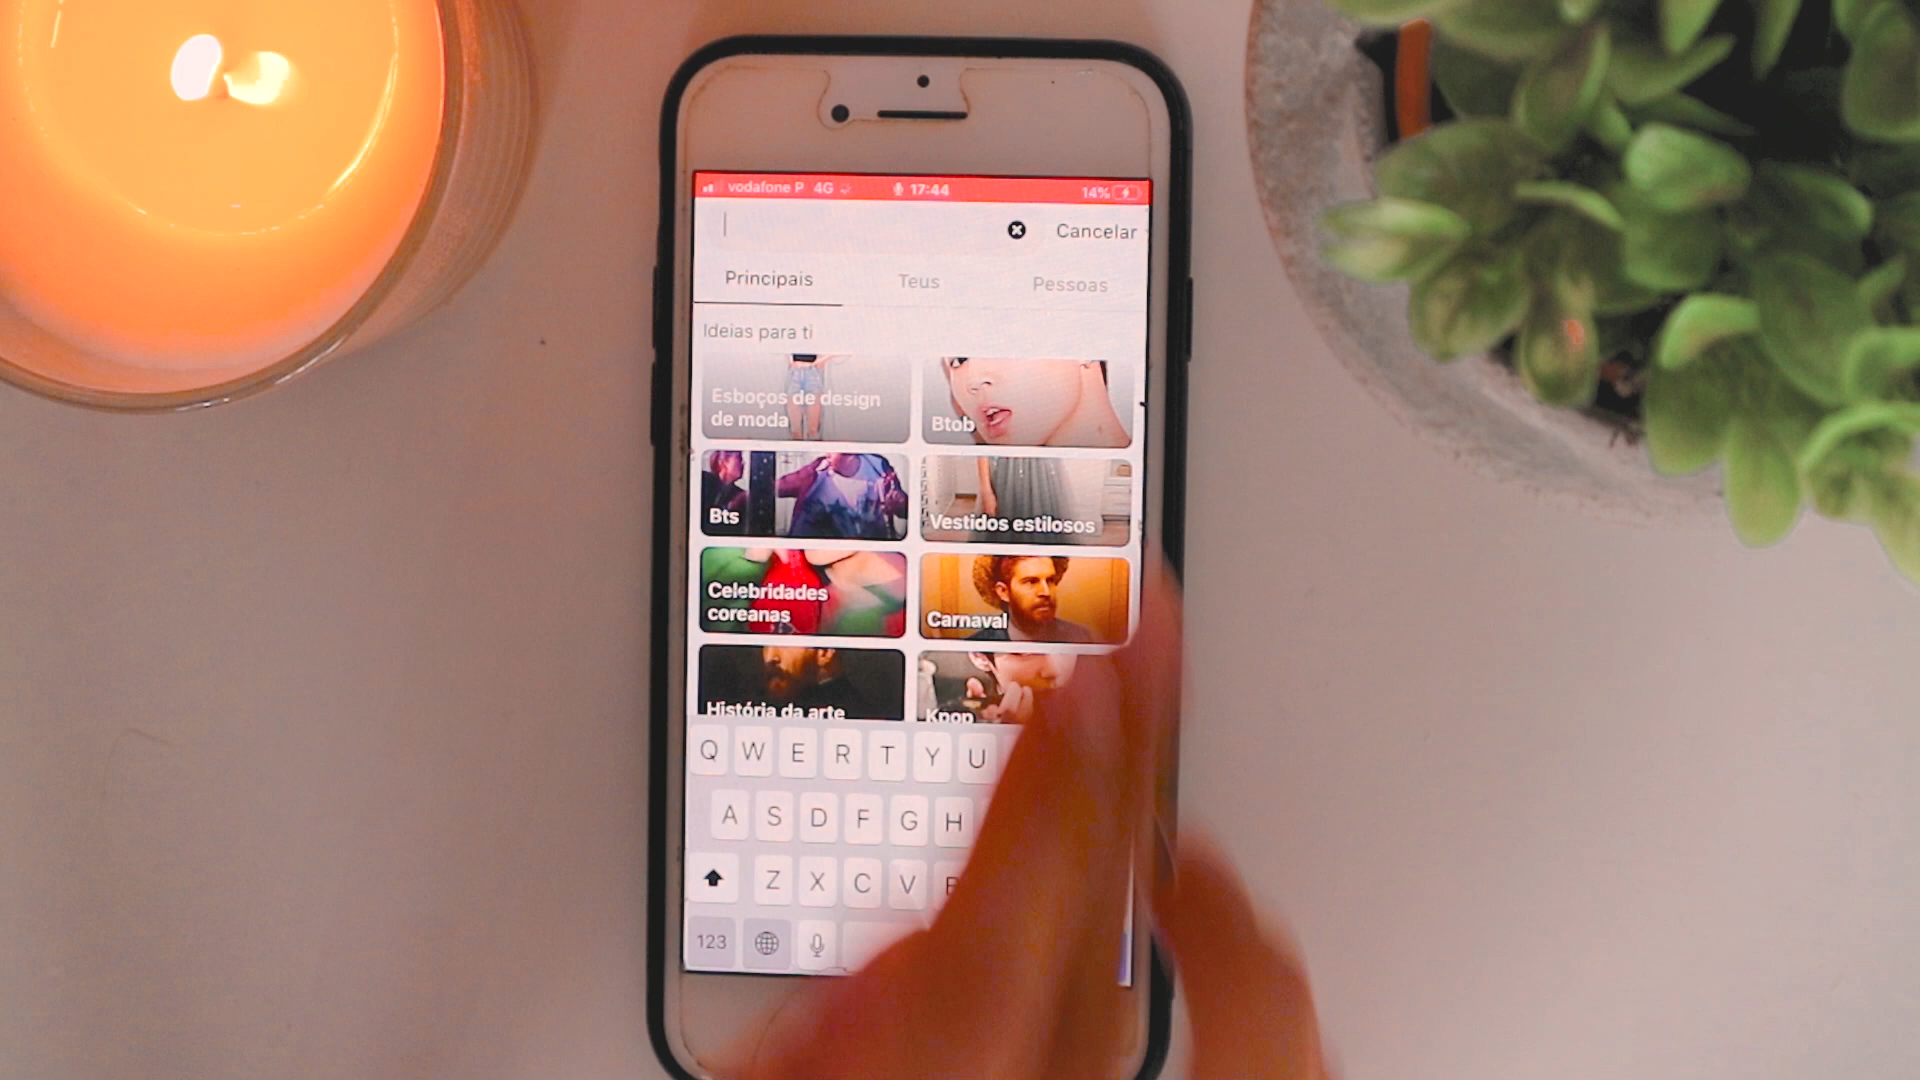 vodafone P 4G 17:44 14%
Cancelar
Principais Teus Pessoas
Ideias para ti
Esboços de design
de moda
Btob
Bts
Vestidos estilosos
Celebridades
coreanas
Carnaval
História da arte
Kpop
Q W E R T Y U
A S D F G H
Z X C V B
123